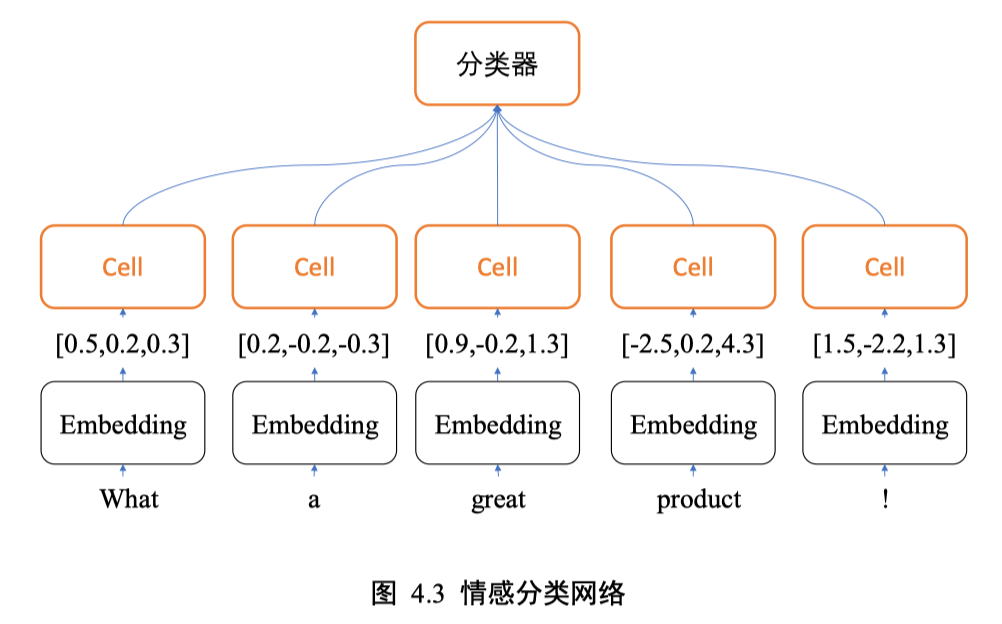 分类器
Cell Cell Cell Cell Cell
[0.5,0.2,0.3] [0.2,-0.2,-0.3] [0.9,-0.2,1.3] [-2.5,0.2,4.3] [1.5,-2.2,1.3]
Embedding Embedding Embedding Embedding Embedding
What a great product !
图 4.3 情感分类网络